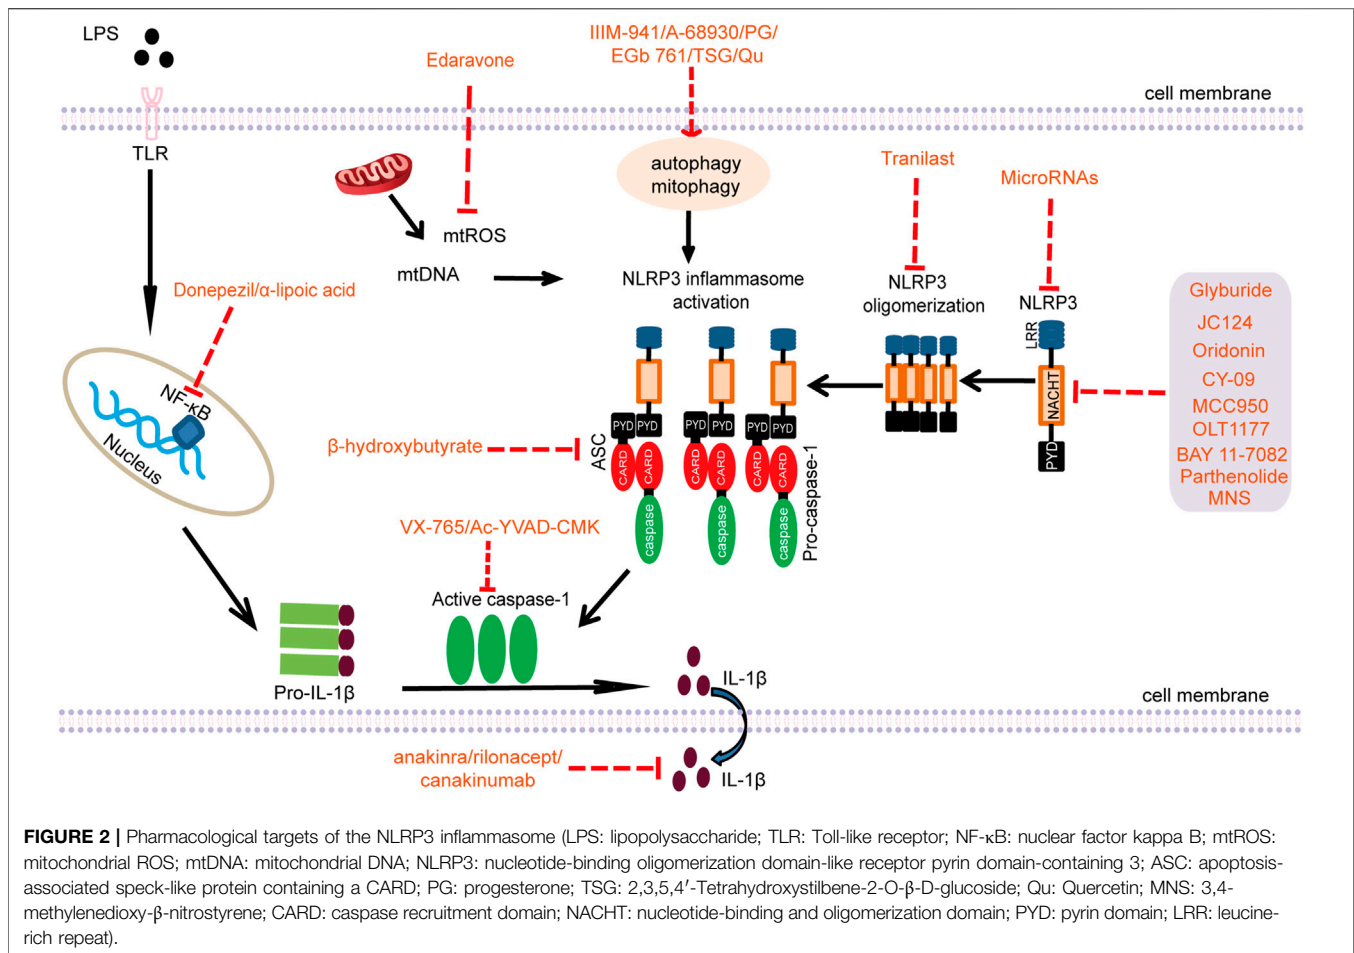 LPS
IIIM-941/A-68930/PG/
EGb 761/TSG/Qu
Edaravone
cell membrane
TLR
autophagy
mitophagy
Tranilast
MicroRNAs
mtROS
mtDNA
NLRP3 inflammasome
activation
NLRP3
oligomerization
NLRP3
LRR
NACHT
PYD
Donepezil/α-lipoic acid
NF-κB
Nucleus
Glyburide
JC124
Oridonin
CY-09
MCC950
OLT1177
BAY 11-7082
Parthenolide
MNS
β-hydroxybutyrate
ASC
PYD
PYD
PYD
PYD
PYD
PYD
CARD
CARD
CARD
CARD
CARD
CARD
caspase
caspase
caspase
Pro-caspase-1
VX-765/Ac-YVAD-CMK
Active caspase-1
Pro-IL-1β
IL-1β
cell membrane
anakinra/rilonacept/
canakinumab
IL-1β
FIGURE 2 | Pharmacological targets of the NLRP3 inflammasome (LPS: lipopolysaccharide; TLR: Toll-like receptor; NF-κB: nuclear factor kappa B; mtROS:
mitochondrial ROS; mtDNA: mitochondrial DNA; NLRP3: nucleotide-binding oligomerization domain-like receptor pyrin domain-containing 3; ASC: apoptosis-
associated speck-like protein containing a CARD; PG: progesterone; TSG: 2,3,5,4′-Tetrahydroxystilbene-2-O-β-D-glucoside; Qu: Quercetin; MNS: 3,4-
methylenedioxy-β-nitrostyrene; CARD: caspase recruitment domain; NACHT: nucleotide-binding and oligomerization domain; PYD: pyrin domain; LRR: leucine-
rich repeat).